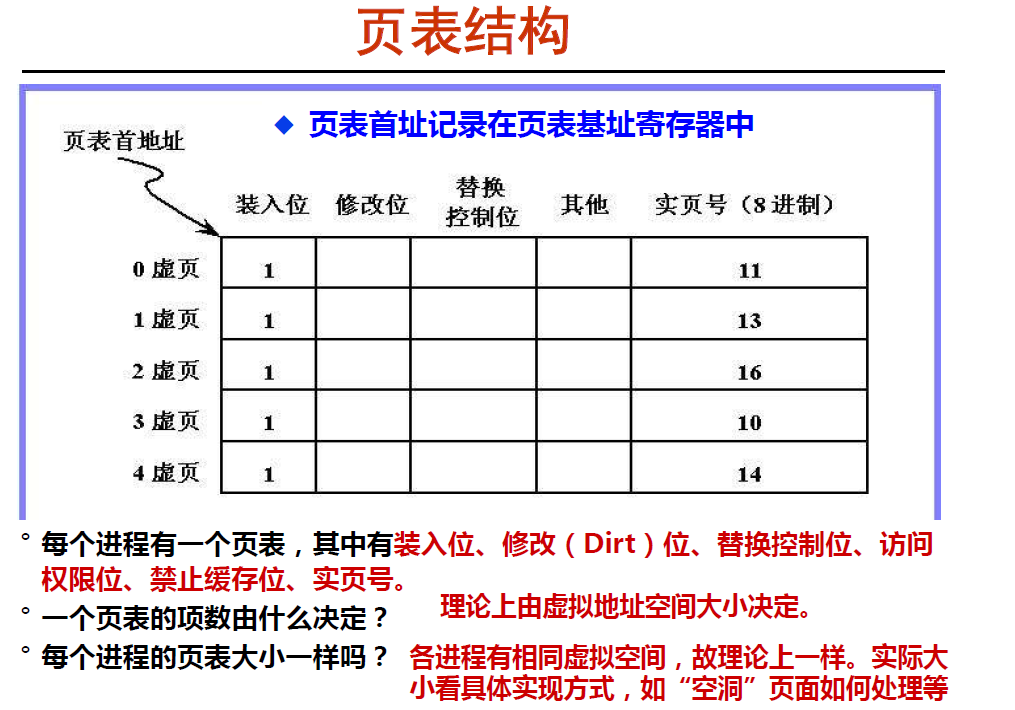 页表结构
◆ 页表首址记录在页表基址寄存器中
页表首地址
装入位 修改位 替换控制位 其他 实页号（8进制）
0虚页 1 11
1虚页 1 13
2虚页 1 16
3虚页 1 10
4虚页 1 14
° 每个进程有一个页表，其中有装入位、修改（Dirt）位、替换控制位、访问
权限位、禁止缓存位、实页号。
° 一个页表的项数由什么决定？ 理论上由虚拟地址空间大小决定。
° 每个进程的页表大小一样吗？ 各进程有相同虚拟空间，故理论上一样。实际大
小看具体实现方式，如“空洞”页面如何处理等